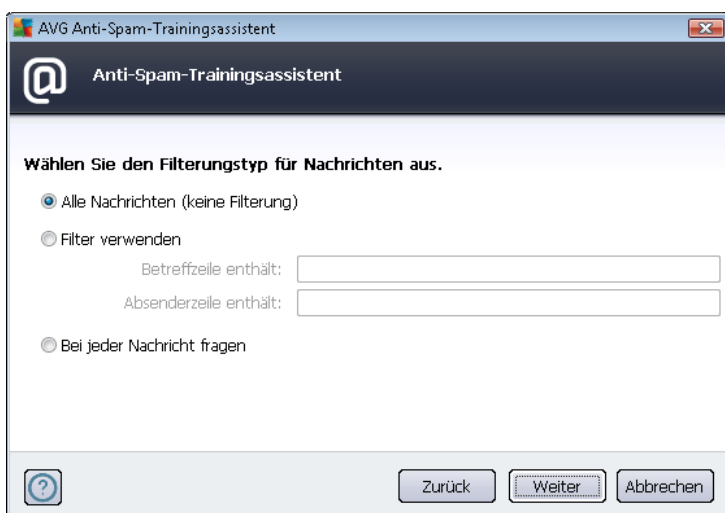 AVG Anti-Spam-Trainingsassistent
Anti-Spam-Trainingsassistent
Wählen Sie den Filterungstyp für Nachrichten aus.
Alle Nachrichten (keine Filterung)
Filter verwenden
Betreffzeile enthält:
Absenderzeile enthält:
Bei jeder Nachricht fragen
Zurück Weiter Abbrechen